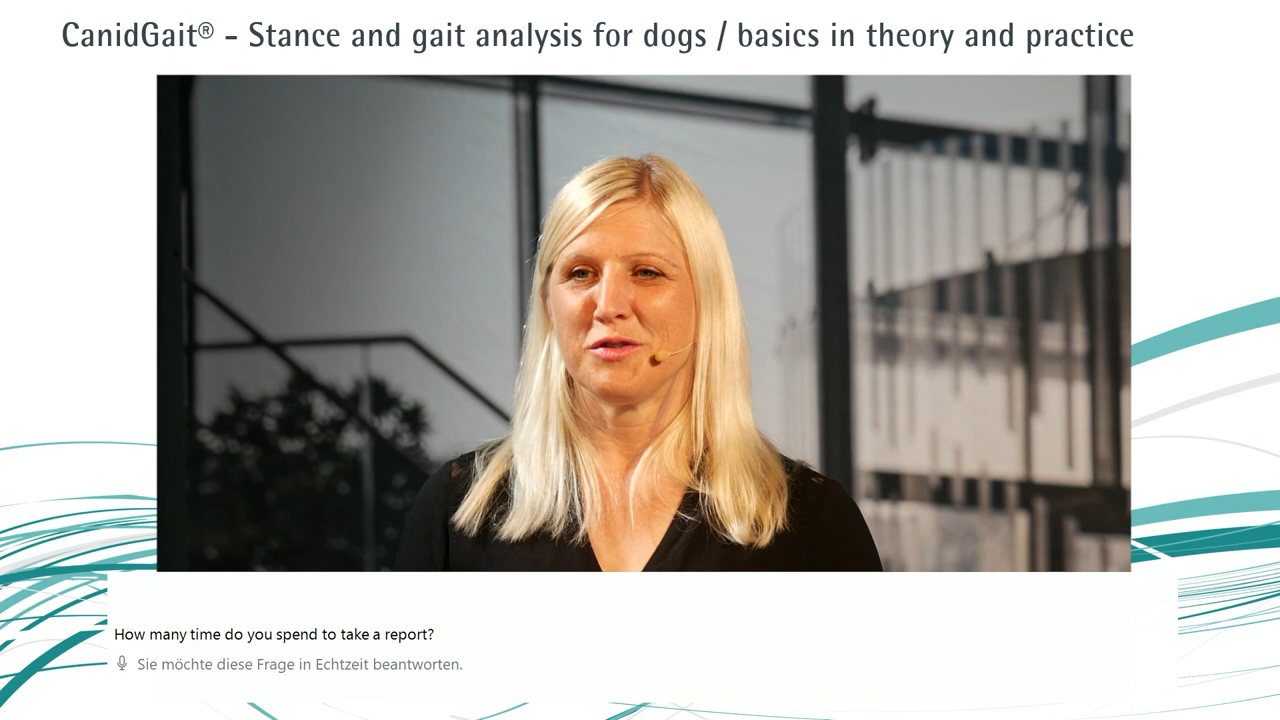 CanidGait® - Stance and gait analysis for dogs / basics in theory and practice
How many time do you spend to take a report?
Sie möchte diese Frage in Echtzeit beantworten.